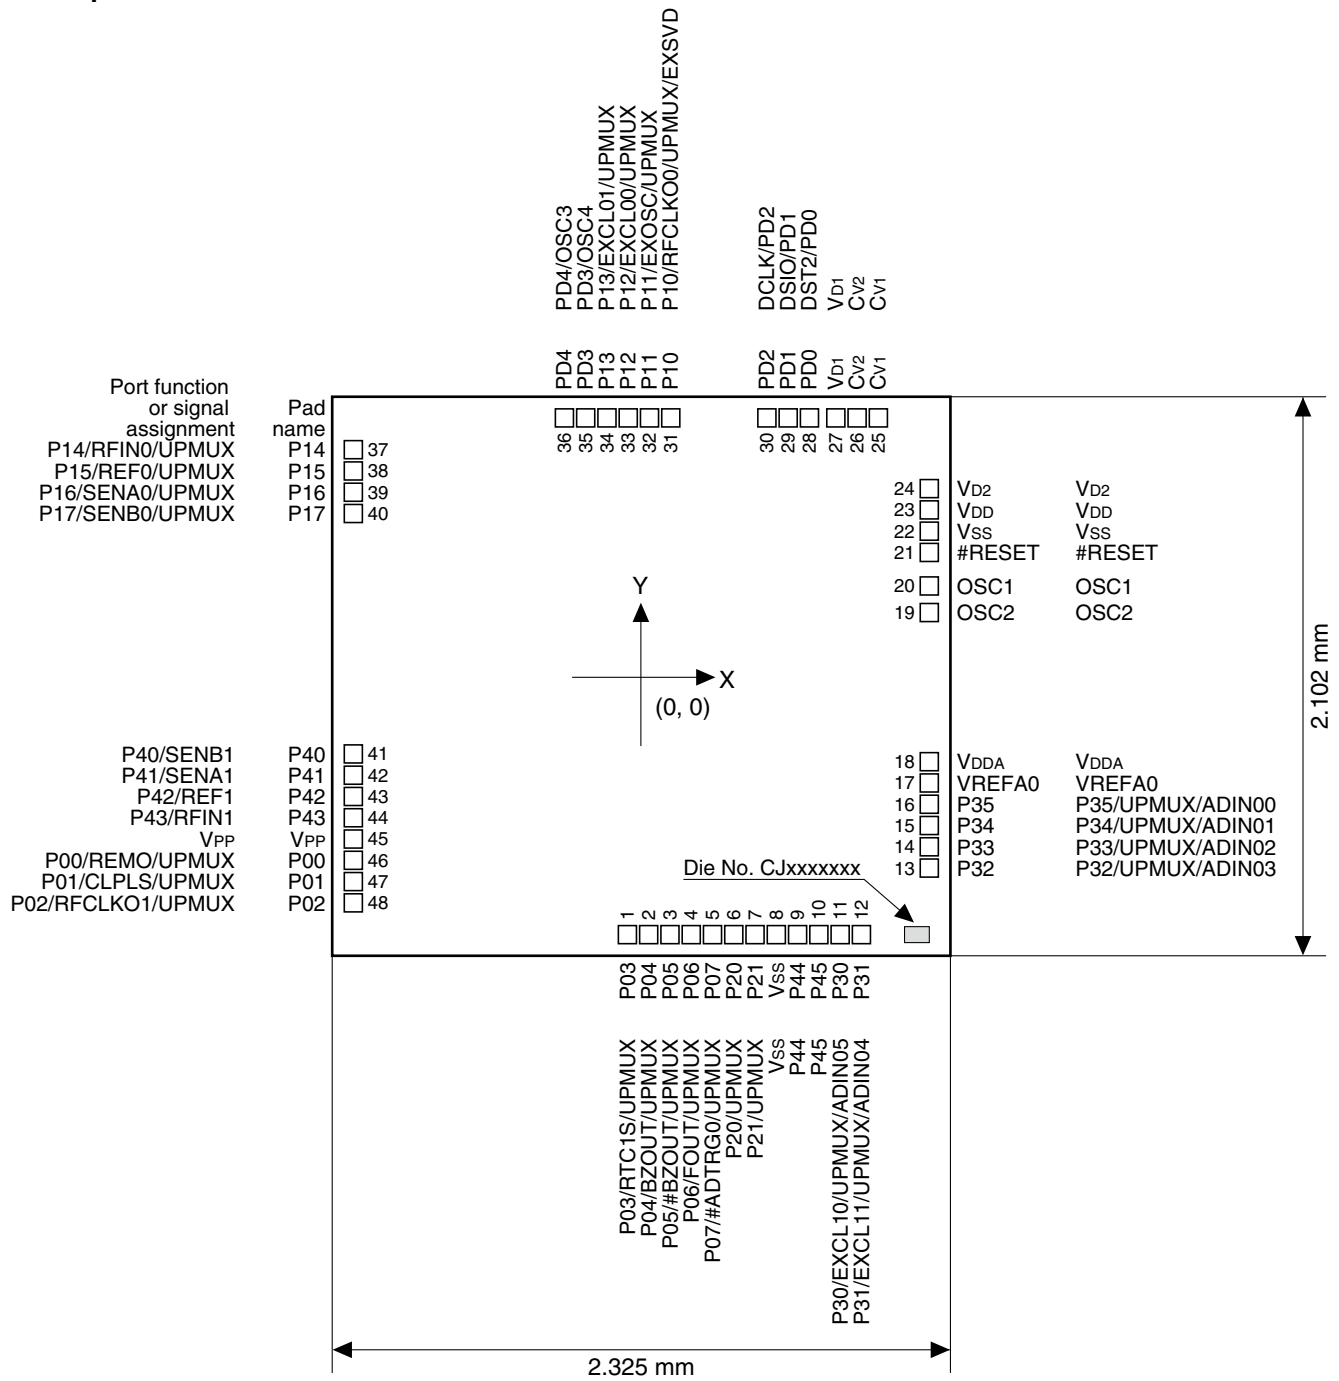 PD4/OSC3
PD3/OSC4
P13/EXCL01/UPMUX
P12/EXCL00/UPMUX
P11/EXOSC/UPMUX
P10/RFCLKO0/UPMUX/EXSVD
DCLK/PD2
DSIO/PD1
DST2/PD0
VD1
CV2
CV1
PD4
PD3
P13
P12
P11
P10
PD2
PD1
PD0
VD1
CV2
CV1
36
35
34
33
32
31
30
29
28
27
26
25
Port function
or signal
assignment
Pad
name
P14/RFIN0/UPMUX P14 37
P15/REF0/UPMUX P15 38
P16/SENA0/UPMUX P16 39
P17/SENB0/UPMUX P17 40
24 VD2 VD2
23 VDD VDD
22 VSS VSS
21 #RESET #RESET
20 OSC1 OSC1
19 OSC2 OSC2
Y
X
(0, 0)
2.102 mm
P40/SENB1 P40 41
P41/SENA1 P41 42
P42/REF1 P42 43
P43/RFIN1 P43 44
VPP VPP 45
P00/REMO/UPMUX P00 46
P01/CLPLS/UPMUX P01 47
P02/RFCLKO1/UPMUX P02 48
18 VDDA VDDA
17 VREFA0 VREFA0
16 P35 P35/UPMUX/ADIN00
15 P34 P34/UPMUX/ADIN01
14 P33 P33/UPMUX/ADIN02
13 P32 P32/UPMUX/ADIN03
Die No. CJxxxxxxx
1
2
3
4
5
6
7
8
9
10
11
12
P03
P04
P05
P06
P07
P20
P21
VSS
P44
P45
P30
P31
P03/RTC1S/UPMUX
P04/BZOUT/UPMUX
P05/#BZOUT/UPMUX
P06/FOUT/UPMUX
P07/#ADTRG0/UPMUX
P20/UPMUX
P21/UPMUX
VSS
P44
P45
P30/EXCL10/UPMUX/ADIN05
P31/EXCL11/UPMUX/ADIN04
2.325 mm